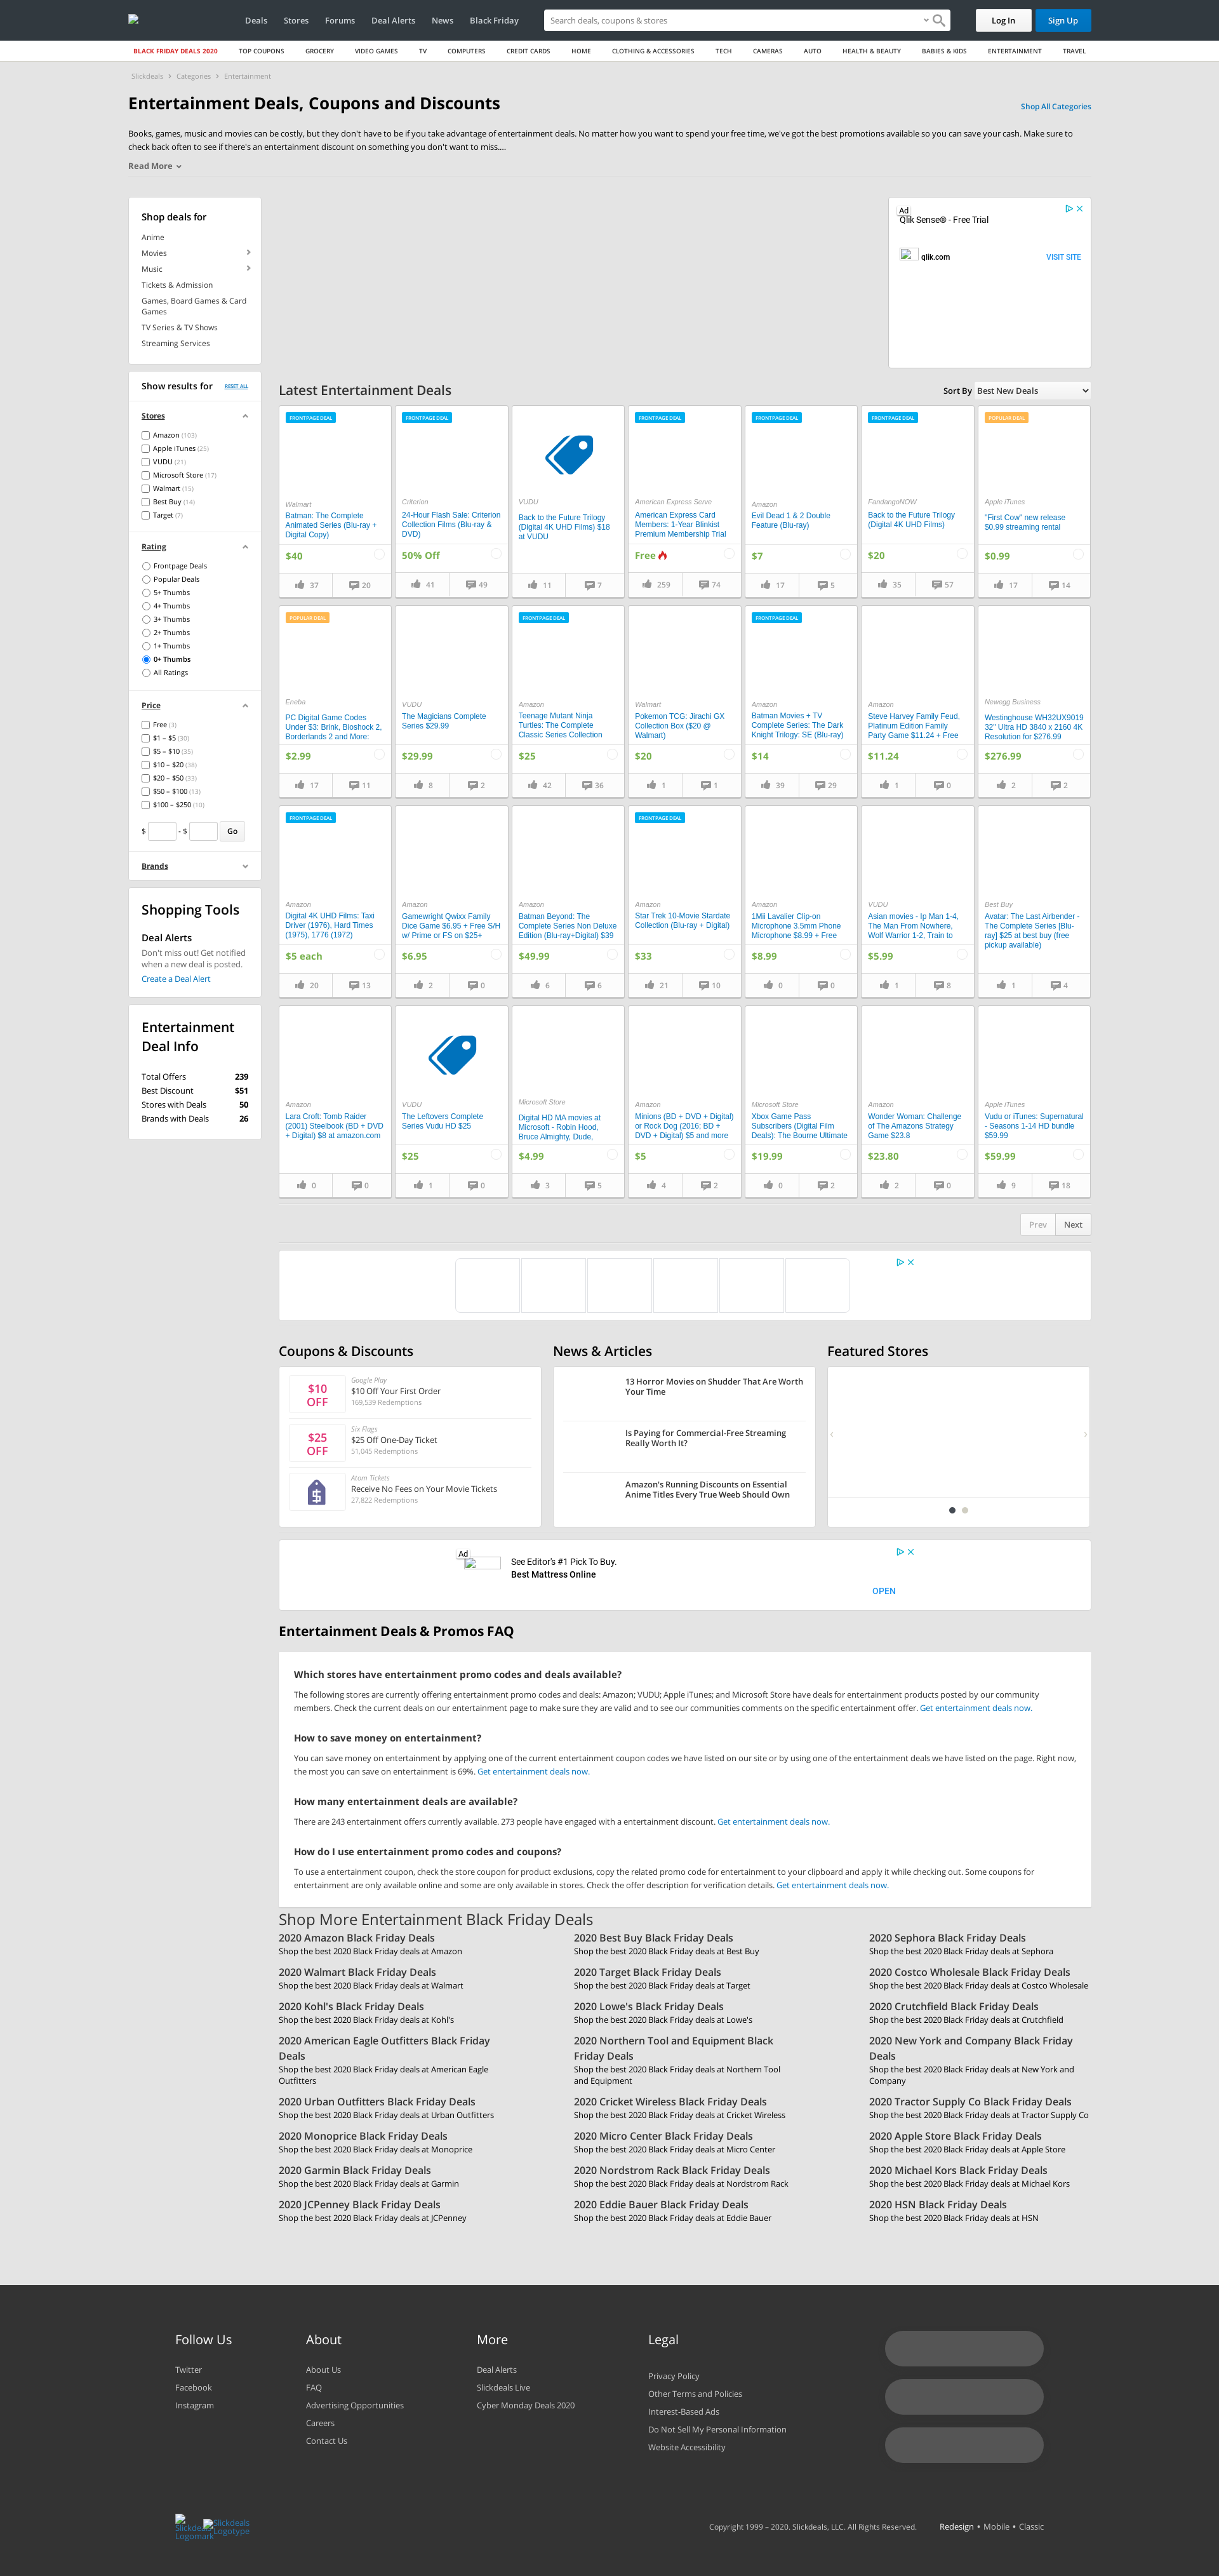 Deals
Stores
Forums
Deal Alerts
News
Black Friday
Search deals, coupons & stores
Log In
Sign Up
BLACK FRIDAY DEALS 2020
TOP COUPONS
GROCERY
VIDEO GAMES
TV
COMPUTERS
CREDIT CARDS
HOME
CLOTHING & ACCESSORIES
TECH
CAMERAS
AUTO
HEALTH & BEAUTY
BABIES & KIDS
ENTERTAINMENT
TRAVEL
Slickdeals > Categories > Entertainment
Entertainment Deals, Coupons and Discounts
Shop All Categories
Books, games, music and movies can be costly, but they don't have to be if you take advantage of entertainment deals. No matter how you want to spend your free time, we've got the best promotions available so you can save your cash. Make sure to
check back often to see if there's an entertainment discount on something you don't want to miss....
Read More
Shop deals for
Anime
Movies
Music
Tickets & Admission
Games, Board Games & Card
Games
TV Series & TV Shows
Streaming Services
Ad
Qlik Sense® - Free Trial
qlik.com
VISIT SITE
Show results for
RESET ALL
Stores
Amazon (103)
Apple iTunes (25)
VUDU (21)
Microsoft Store (17)
Walmart (15)
Best Buy (14)
Target (7)
Rating
Frontpage Deals
Popular Deals
5+ Thumbs
4+ Thumbs
3+ Thumbs
2+ Thumbs
1+ Thumbs
0+ Thumbs
All Ratings
Price
Free (3)
$1 – $5 (30)
$5 – $10 (35)
$10 – $20 (38)
$20 – $50 (33)
$50 – $100 (13)
$100 – $250 (10)
$ - $ Go
Brands
Shopping Tools
Deal Alerts
Don't miss out! Get notified
when a new deal is posted.
Create a Deal Alert
Entertainment
Deal Info
Total Offers 239
Best Discount $51
Stores with Deals 50
Brands with Deals 26
Latest Entertainment Deals
Sort By Best New Deals
FRONTPAGE DEAL
Walmart
Batman: The Complete
Animated Series (Blu-ray +
Digital Copy)
$40
37 20
FRONTPAGE DEAL
Criterion
24-Hour Flash Sale: Criterion
Collection Films (Blu-ray &
DVD)
50% Off
41 49
VUDU
Back to the Future Trilogy
(Digital 4K UHD Films) $18
at VUDU
11 7
FRONTPAGE DEAL
American Express Serve
American Express Card
Members: 1-Year Blinkist
Premium Membership Trial
Free
259 74
FRONTPAGE DEAL
Amazon
Evil Dead 1 & 2 Double
Feature (Blu-ray)
$7
17 5
FRONTPAGE DEAL
FandangoNOW
Back to the Future Trilogy
(Digital 4K UHD Films)
$20
35 57
POPULAR DEAL
Apple iTunes
"First Cow" new release
$0.99 streaming rental
$0.99
17 14
POPULAR DEAL
Eneba
PC Digital Game Codes
Under $3: Brink, Bioshock 2,
Borderlands 2 and More:
$2.99
17 11
VUDU
The Magicians Complete
Series $29.99
$29.99
8 2
FRONTPAGE DEAL
Amazon
Teenage Mutant Ninja
Turtles: The Complete
Classic Series Collection
$25
42 36
Walmart
Pokemon TCG: Jirachi GX
Collection Box ($20 @
Walmart)
$20
1 1
FRONTPAGE DEAL
Amazon
Batman Movies + TV
Complete Series: The Dark
Knight Trilogy: SE (Blu-ray)
$14
39 29
Amazon
Steve Harvey Family Feud,
Platinum Edition Family
Party Game $11.24 + Free
$11.24
1 0
Newegg Business
Westinghouse WH32UX9019
32" Ultra HD 3840 x 2160 4K
Resolution for $276.99
$276.99
2 2
FRONTPAGE DEAL
Amazon
Digital 4K UHD Films: Taxi
Driver (1976), Hard Times
(1975), 1776 (1972)
$5 each
20 13
Amazon
Gamewright Qwixx Family
Dice Game $6.95 + Free S/H
w/ Prime or FS on $25+
$6.95
2 0
Amazon
Batman Beyond: The
Complete Series Non Deluxe
Edition (Blu-ray+Digital) $39
$49.99
6 6
FRONTPAGE DEAL
Amazon
Star Trek 10-Movie Stardate
Collection (Blu-ray + Digital)
$33
21 10
Amazon
1Mii Lavalier Clip-on
Microphone 3.5mm Phone
Microphone $8.99 + Free
$8.99
0 0
VUDU
Asian movies - Ip Man 1-4,
The Man From Nowhere,
Wolf Warrior 1-2, Train to
$5.99
1 8
Best Buy
Avatar: The Last Airbender -
The Complete Series [Blu-
ray] $25 at best buy (free
pickup available)
1 4
Amazon
Lara Croft: Tomb Raider
(2001) Steelbook (BD + DVD
+ Digital) $8 at amazon.com
0 0
VUDU
The Leftovers Complete
Series Vudu HD $25
$25
1 0
Microsoft Store
Digital HD MA movies at
Microsoft - Robin Hood,
Bruce Almighty, Dude,
$4.99
3 5
Amazon
Minions (BD + DVD + Digital)
or Rock Dog (2016; BD +
DVD + Digital) $5 and more
$5
4 2
Microsoft Store
Xbox Game Pass
Subscribers (Digital Film
Deals): The Bourne Ultimate
$19.99
0 2
Amazon
Wonder Woman: Challenge
of The Amazons Strategy
Game $23.8
$23.80
2 0
Apple iTunes
Vudu or iTunes: Supernatural
- Seasons 1-14 HD bundle
$59.99
$59.99
9 18
Prev Next
Coupons & Discounts
$10
OFF
Google Play
$10 Off Your First Order
169,539 Redemptions
$25
OFF
Six Flags
$25 Off One-Day Ticket
51,045 Redemptions
Atom Tickets
Receive No Fees on Your Movie Tickets
27,822 Redemptions
News & Articles
13 Horror Movies on Shudder That Are Worth
Your Time
Is Paying for Commercial-Free Streaming
Really Worth It?
Amazon's Running Discounts on Essential
Anime Titles Every True Weeb Should Own
Featured Stores
Ad
See Editor's #1 Pick To Buy.
Best Mattress Online
OPEN
Entertainment Deals & Promos FAQ
Which stores have entertainment promo codes and deals available?
The following stores are currently offering entertainment promo codes and deals: Amazon; VUDU; Apple iTunes; and Microsoft Store have deals for entertainment products posted by our community
members. Check the current deals on our entertainment page to make sure they are valid and to see our communities comments on the specific entertainment offer. Get entertainment deals now.
How to save money on entertainment?
You can save money on entertainment by applying one of the current entertainment coupon codes we have listed on our site or by using one of the entertainment deals we have listed on the page. Right now,
the most you can save on entertainment is 69%. Get entertainment deals now.
How many entertainment deals are available?
There are 243 entertainment offers currently available. 273 people have engaged with a entertainment discount. Get entertainment deals now.
How do I use entertainment promo codes and coupons?
To use a entertainment coupon, check the store coupon for product exclusions, copy the related promo code for entertainment to your clipboard and apply it while checking out. Some coupons for
entertainment are only available online and some are only available in stores. Check the offer description for verification details. Get entertainment deals now.
Shop More Entertainment Black Friday Deals
2020 Amazon Black Friday Deals
Shop the best 2020 Black Friday deals at Amazon
2020 Best Buy Black Friday Deals
Shop the best 2020 Black Friday deals at Best Buy
2020 Sephora Black Friday Deals
Shop the best 2020 Black Friday deals at Sephora
2020 Walmart Black Friday Deals
Shop the best 2020 Black Friday deals at Walmart
2020 Target Black Friday Deals
Shop the best 2020 Black Friday deals at Target
2020 Costco Wholesale Black Friday Deals
Shop the best 2020 Black Friday deals at Costco Wholesale
2020 Kohl's Black Friday Deals
Shop the best 2020 Black Friday deals at Kohl's
2020 Lowe's Black Friday Deals
Shop the best 2020 Black Friday deals at Lowe's
2020 Crutchfield Black Friday Deals
Shop the best 2020 Black Friday deals at Crutchfield
2020 American Eagle Outfitters Black Friday
Deals
Shop the best 2020 Black Friday deals at American Eagle
Outfitters
2020 Northern Tool and Equipment Black
Friday Deals
Shop the best 2020 Black Friday deals at Northern Tool
and Equipment
2020 New York and Company Black Friday
Deals
Shop the best 2020 Black Friday deals at New York and
Company
2020 Urban Outfitters Black Friday Deals
Shop the best 2020 Black Friday deals at Urban Outfitters
2020 Cricket Wireless Black Friday Deals
Shop the best 2020 Black Friday deals at Cricket Wireless
2020 Tractor Supply Co Black Friday Deals
Shop the best 2020 Black Friday deals at Tractor Supply Co
2020 Monoprice Black Friday Deals
Shop the best 2020 Black Friday deals at Monoprice
2020 Micro Center Black Friday Deals
Shop the best 2020 Black Friday deals at Micro Center
2020 Apple Store Black Friday Deals
Shop the best 2020 Black Friday deals at Apple Store
2020 Garmin Black Friday Deals
Shop the best 2020 Black Friday deals at Garmin
2020 Nordstrom Rack Black Friday Deals
Shop the best 2020 Black Friday deals at Nordstrom Rack
2020 Michael Kors Black Friday Deals
Shop the best 2020 Black Friday deals at Michael Kors
2020 JCPenney Black Friday Deals
Shop the best 2020 Black Friday deals at JCPenney
2020 Eddie Bauer Black Friday Deals
Shop the best 2020 Black Friday deals at Eddie Bauer
2020 HSN Black Friday Deals
Shop the best 2020 Black Friday deals at HSN
Follow Us
Twitter
Facebook
Instagram
About
About Us
FAQ
Advertising Opportunities
Careers
Contact Us
More
Deal Alerts
Slickdeals Live
Cyber Monday Deals 2020
Legal
Privacy Policy
Other Terms and Policies
Interest-Based Ads
Do Not Sell My Personal Information
Website Accessibility
Slickdeals
Logomark
Slickdeals
Logotype
Copyright 1999 – 2020. Slickdeals, LLC. All Rights Reserved.
Redesign • Mobile • Classic